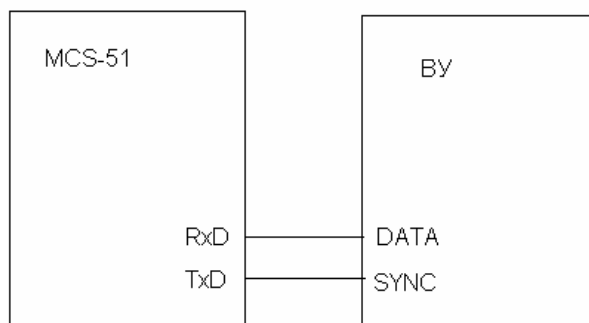 MCS-51
ВУ
RxD
DATA
TxD
SYNC